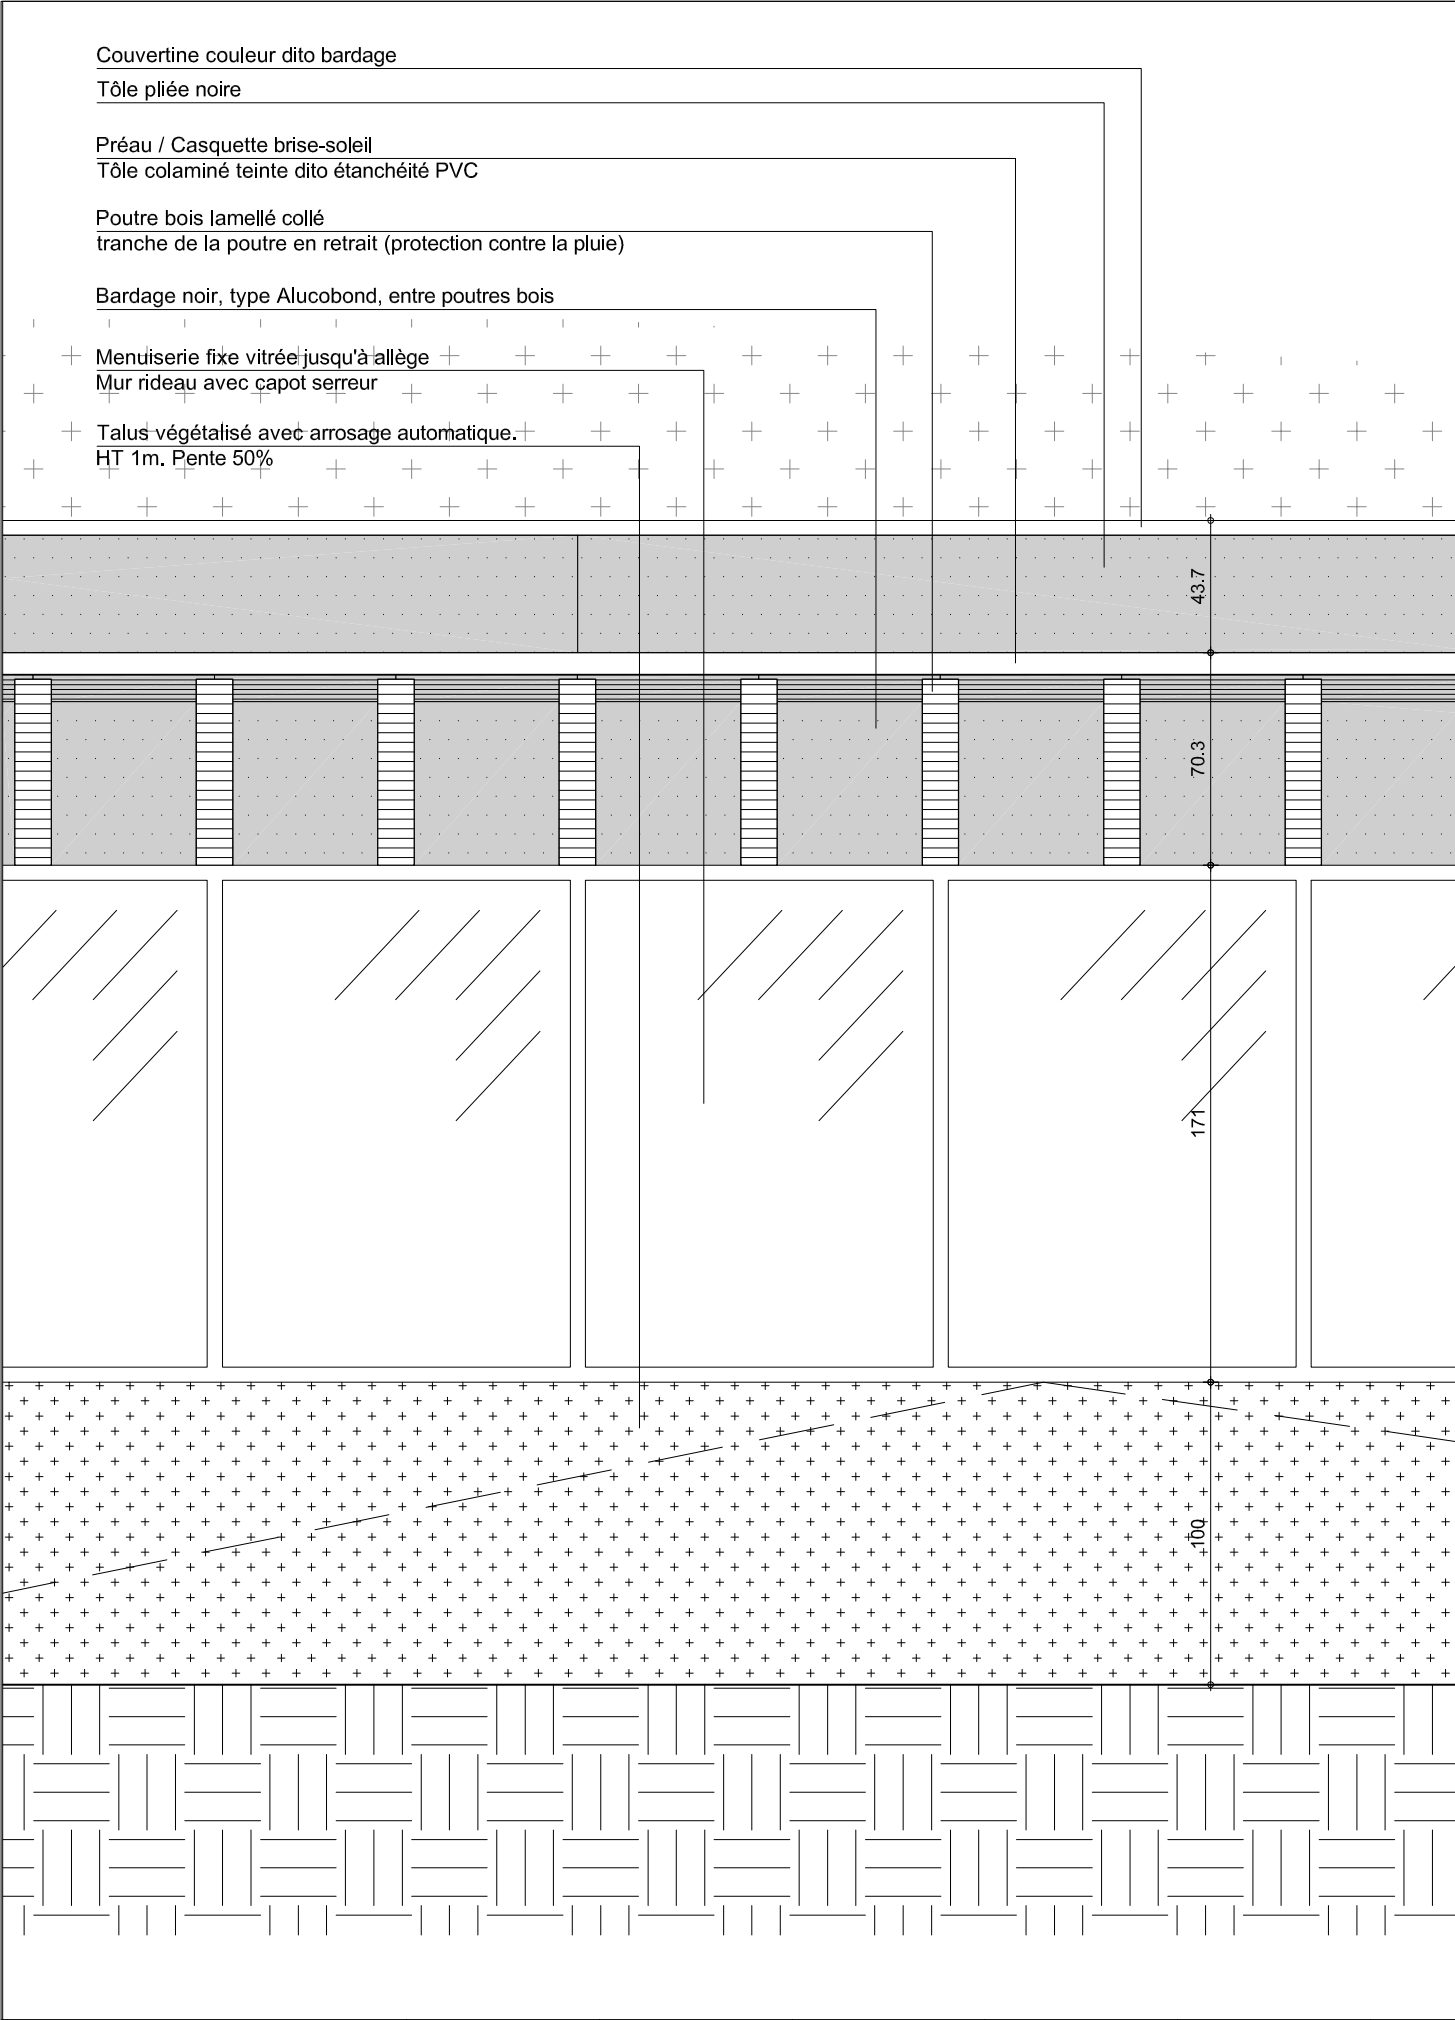 Couvertine couleur dito bardage
Tôle pliée noire
Préau / Casquette brise-soleil
Tôle colaminé teinte dito étanchéité PVC
Poutre bois lamellé collé
tranche de la poutre en retrait (protection contre la pluie)
Bardage noir, type Alucobond, entre poutres bois
Menuiserie fixe vitrée jusqu'à allège
Mur rideau avec capot serreur
Talus végétalisé avec arrosage automatique.
HT 1m. Pente 50%
43.7
70.3
171
100